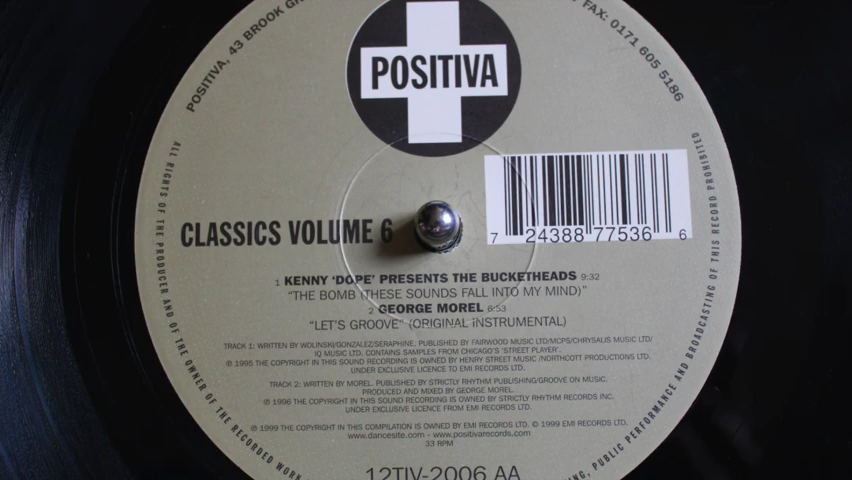 POSITIVA, 43 BROOK
FAX: 0171 605 5186
POSITIVA
ALL RIGHTS OF THE PRODUCER AND OF THE OWNER OF THE RECORDED WORK
PUBLIC PERFORMANCE AND BROADCASTING OF THIS RECORD PROHIBITED
CLASSICS VOLUME 6
7 24388 77536 6
1 KENNY ‘DOPE’ PRESENTS THE BUCKETHEADS 9:32
“THE BOMB (THESE SOUNDS FALL INTO MY MIND)”
2 GEORGE MOREL 6:53
“LET'S GROOVE” (ORIGINAL INSTRUMENTAL)
TRACK 1: WRITTEN BY WOLINSKI/GONZALEZ/SERAPHINE. PUBLISHED BY FAIRWOOD MUSIC LTD/MCPS/CHRYSALIS MUSIC LTD/
IQ MUSIC LTD. CONTAINS SAMPLES FROM CHICAGO'S ‘STREET PLAYER’.
℗ 1995 THE COPYRIGHT IN THIS SOUND RECORDING IS OWNED BY HENRY STREET MUSIC /NORTHCOTT PRODUCTIONS LTD.
UNDER EXCLUSIVE LICENCE TO EMI RECORDS LTD.
TRACK 2: WRITTEN BY MOREL. PUBLISHED BY STRICTLY RHYTHM PUBLISHING/GROOVE ON MUSIC.
PRODUCED AND MIXED BY GEORGE MOREL.
℗ 1996 THE COPYRIGHT IN THIS SOUND RECORDING IS OWNED BY STRICTLY RHYTHM RECORDS INC.
UNDER EXCLUSIVE LICENCE FROM EMI RECORDS LTD.
℗ 1999 THE COPYRIGHT IN THIS COMPILATION IS OWNED BY EMI RECORDS LTD. © 1999 EMI RECORDS LTD.
www.dancesite.com - www.positivarecords.com
33 RPM
12TIV-2006 AA